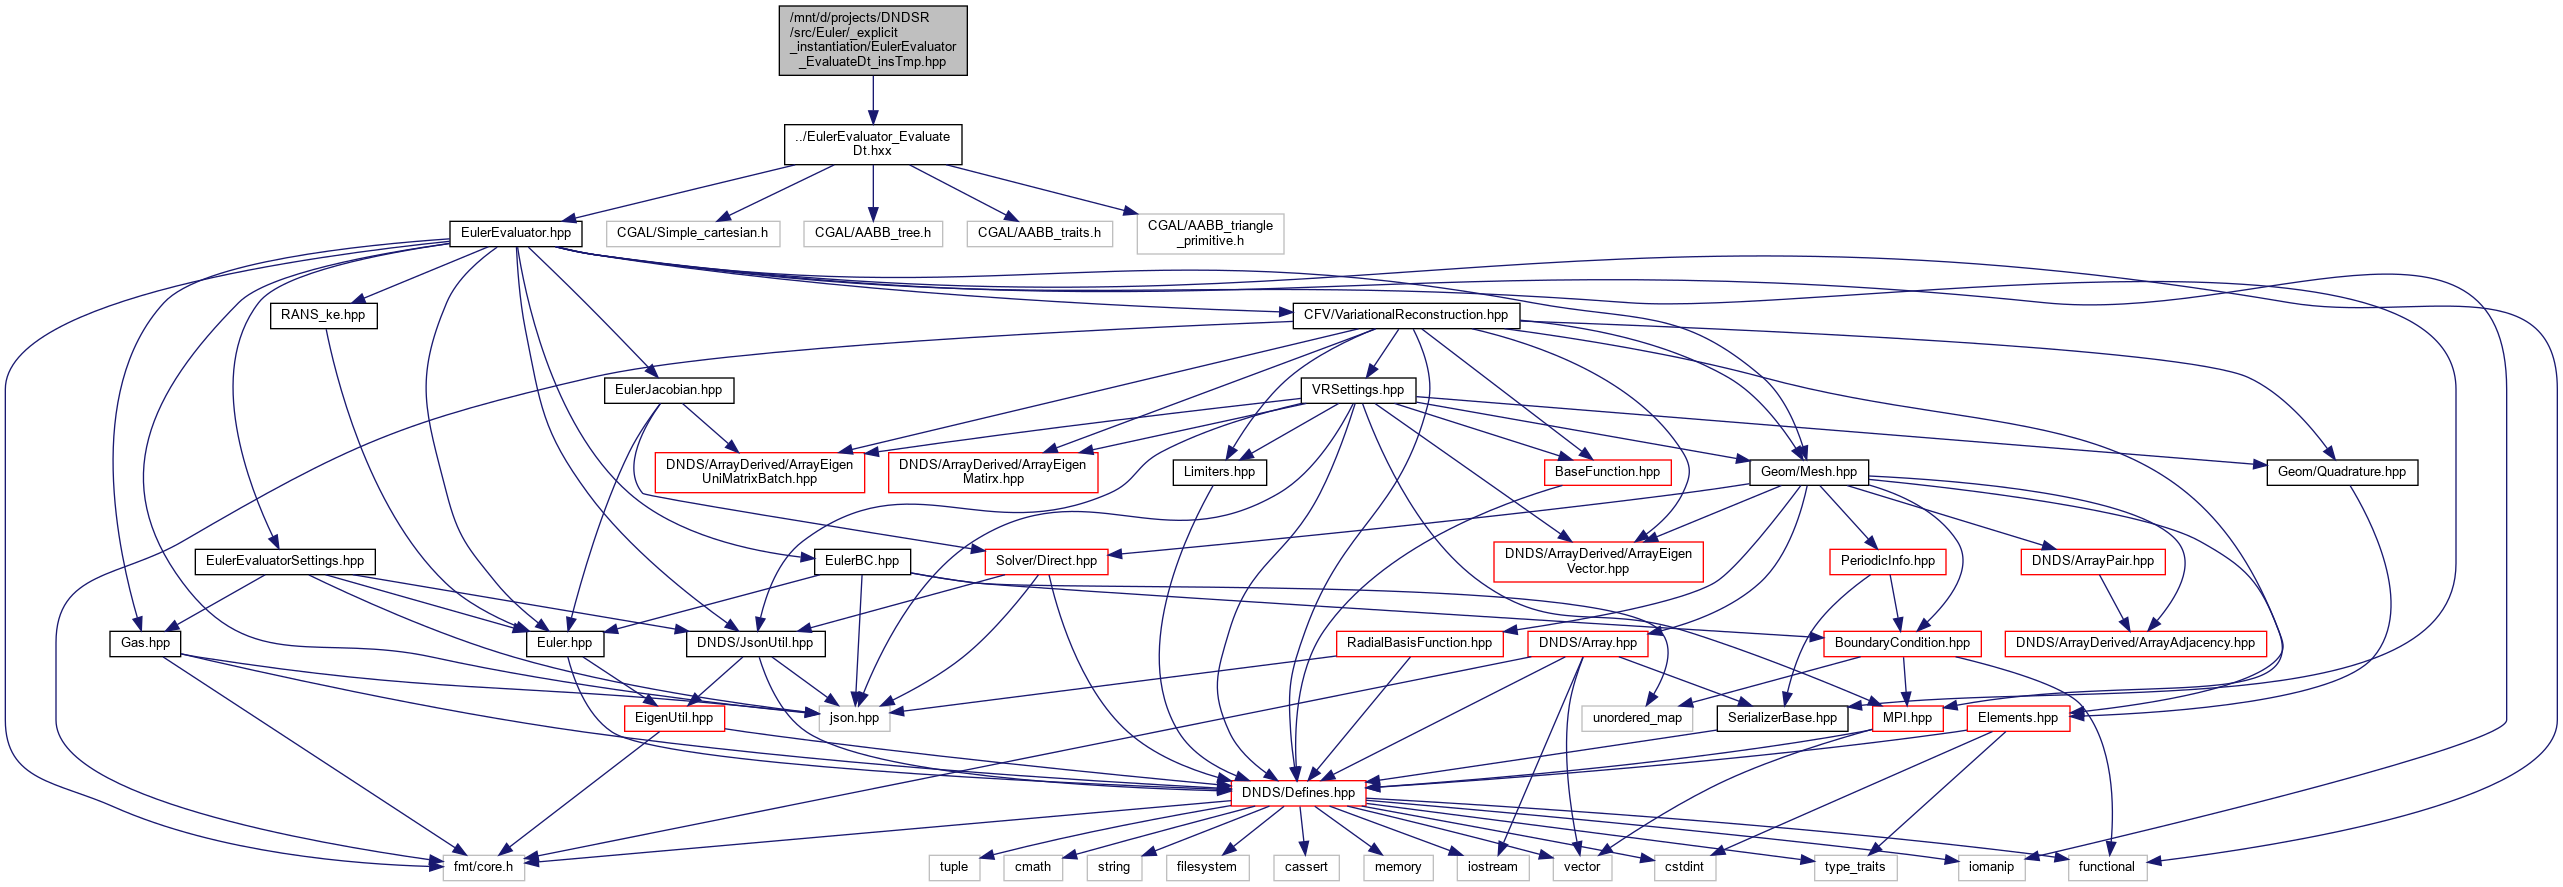 /mnt/d/projects/DNDSR
/src/Euler/_explicit
_instantiation/EulerEvaluator
_EvaluateDt_insTmp.hpp
../EulerEvaluator_Evaluate
Dt.hxx
EulerEvaluator.hpp
CGAL/Simple_cartesian.h
CGAL/AABB_tree.h
CGAL/AABB_traits.h
CGAL/AABB_triangle
_primitive.h
RANS_ke.hpp
CFV/VariationalReconstruction.hpp
EulerJacobian.hpp
VRSettings.hpp
DNDS/ArrayDerived/ArrayEigen
UniMatrixBatch.hpp
DNDS/ArrayDerived/ArrayEigen
Matirx.hpp
Limiters.hpp
BaseFunction.hpp
Geom/Mesh.hpp
Geom/Quadrature.hpp
EulerEvaluatorSettings.hpp
EulerBC.hpp
Solver/Direct.hpp
DNDS/ArrayDerived/ArrayEigen
Vector.hpp
PeriodicInfo.hpp
DNDS/ArrayPair.hpp
Gas.hpp
Euler.hpp
DNDS/JsonUtil.hpp
RadialBasisFunction.hpp
DNDS/Array.hpp
BoundaryCondition.hpp
DNDS/ArrayDerived/ArrayAdjacency.hpp
EigenUtil.hpp
json.hpp
unordered_map
SerializerBase.hpp
MPI.hpp
Elements.hpp
DNDS/Defines.hpp
fmt/core.h
tuple
cmath
string
filesystem
cassert
memory
iostream
vector
cstdint
type_traits
iomanip
functional